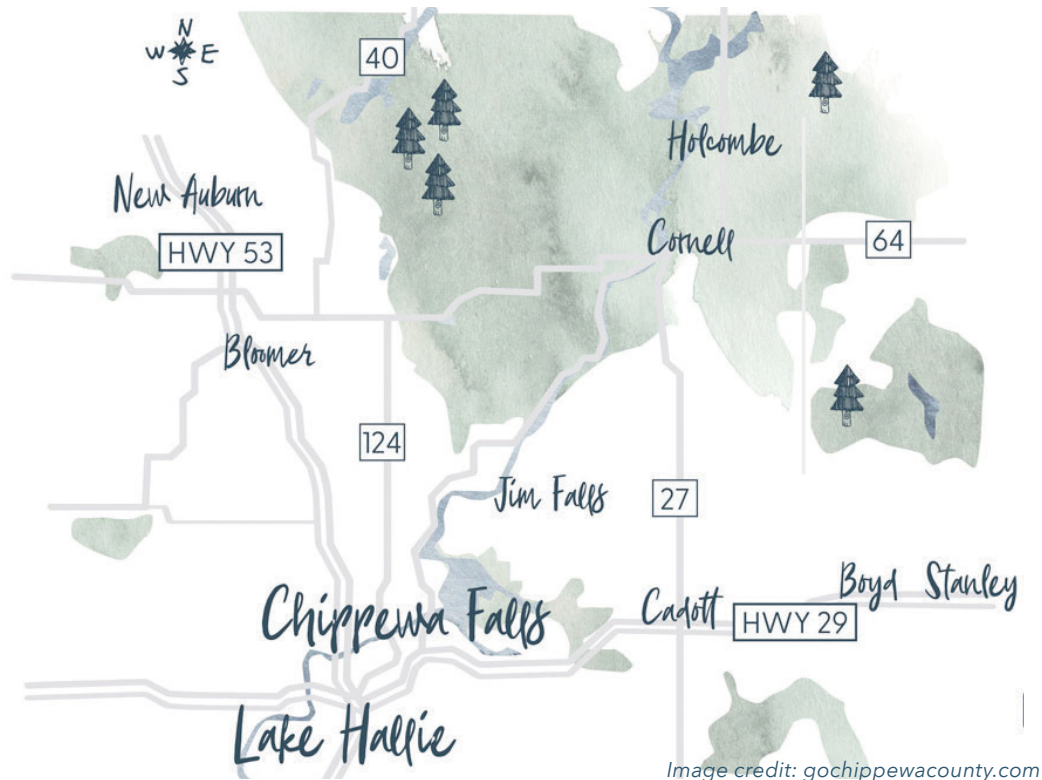 N
W E
S
40
Holcombe
New Auburn
HWY 53
Cornell
64
Bloomer
124
Jim Falls
27
Chippewa Falls
Cadott
HWY 29
Boyd
Stanley
Lake Hallie
Image credit: gochippewacounty.com